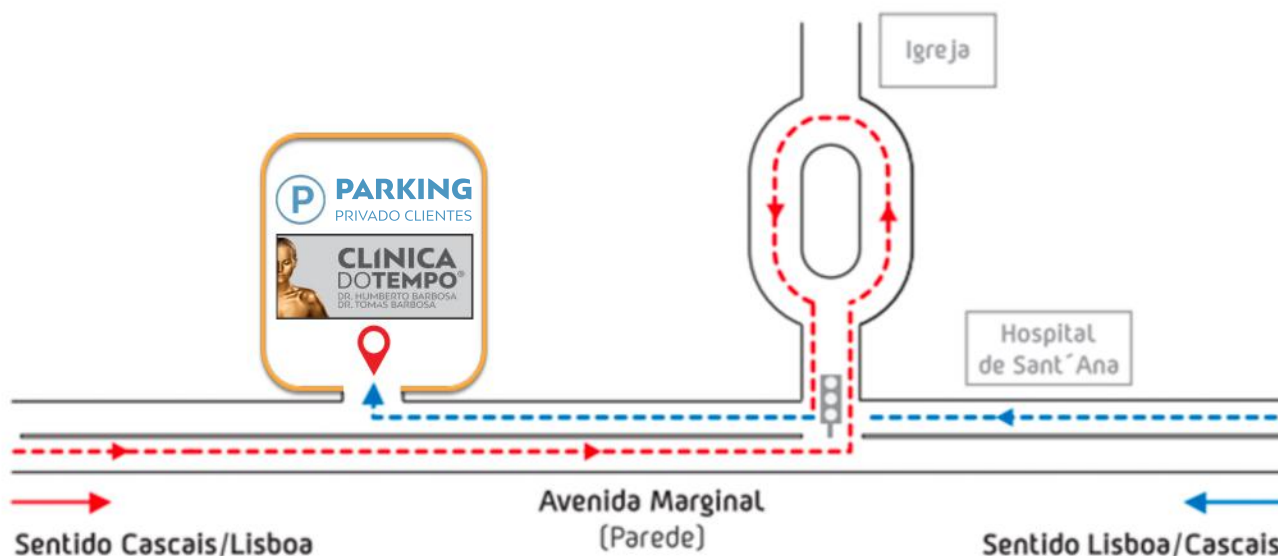 Igreja
P
PARKING
PRIVADO CLIENTES
CLÍNICA
DOTEMPO®
DR. HUMBERTO BARBOSA
DR. TOMÁS BARBOSA
Hospital
de Sant´Ana
Avenida Marginal
(Parede)
Sentido Cascais/Lisboa
Sentido Lisboa/Cascais